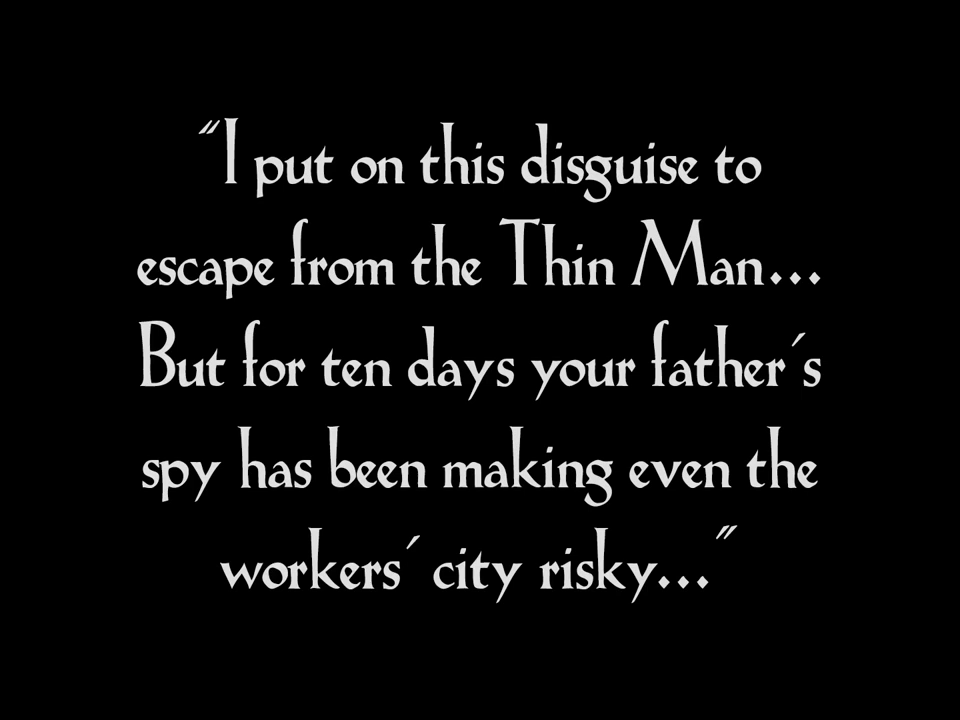 "I put on this disguise to
escape from the Thin Man...
But for ten days your father´s
spy has been making even the
workers´ city risky..."